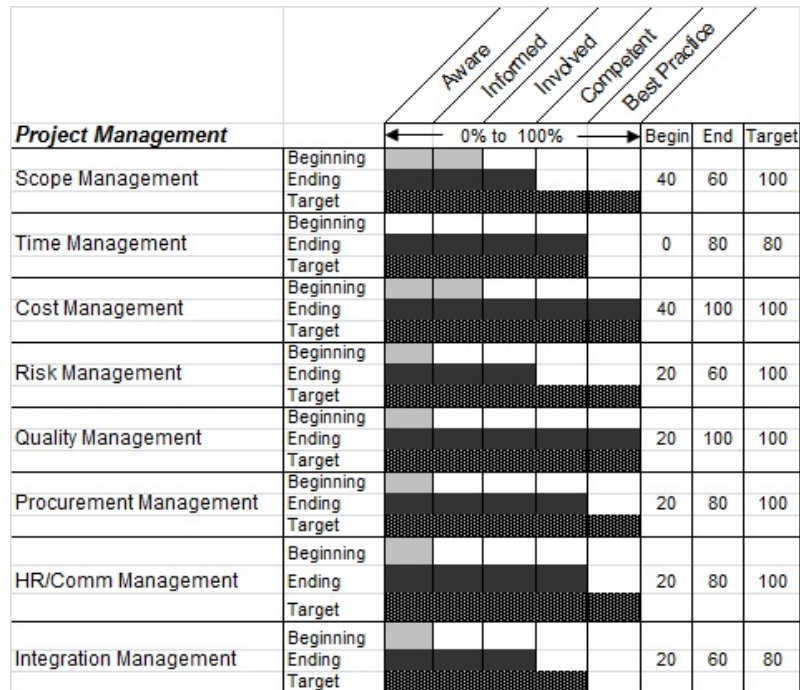 Aware
Informed
Involved
Competent
Best Practice
Project Management 0% to 100% Begin End Target
Beginning
Scope Management Ending 40 60 100
Target
Beginning
Time Management Ending 0 80 80
Target
Beginning
Cost Management Ending 40 100 100
Target
Beginning
Risk Management Ending 20 60 100
Target
Beginning
Quality Management Ending 20 100 100
Target
Beginning
Procurement Management Ending 20 80 100
Target
Beginning
HR/Comm Management Ending 20 80 100
Target
Beginning
Integration Management Ending 20 60 80
Target